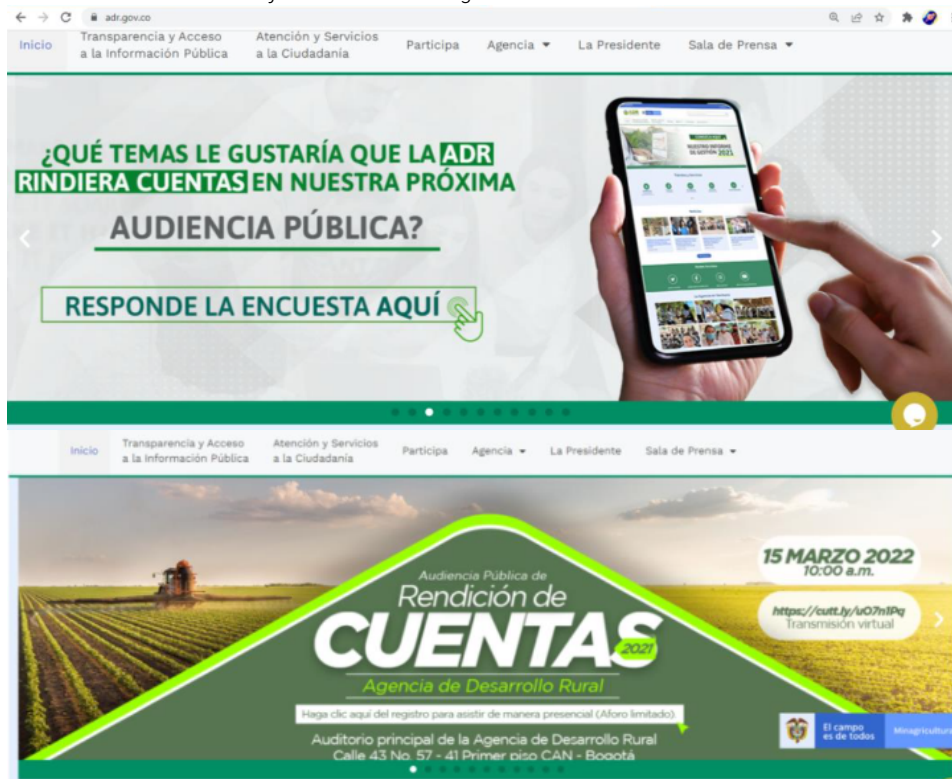 adr.gov.co
Inicio
Transparencia y Acceso
a la Información Pública
Atención y Servicios
a la Ciudadanía
Participa
Agencia
La Presidente
Sala de Prensa
¿QUÉ TEMAS LE GUSTARÍA QUE LA ADR
RINDIERA CUENTAS EN NUESTRA PRÓXIMA
AUDIENCIA PÚBLICA?
RESPONDE LA ENCUESTA AQUÍ
NUESTRO INFORME
DE GESTIÓN 2021
Inicio
Transparencia y Acceso
a la Información Pública
Atención y Servicios
a la Ciudadanía
Participa
Agencia
La Presidente
Sala de Prensa
Audiencia Pública de
Rendición de
CUENTAS
2021
Agencia de Desarrollo Rural
Haga clic aquí del registro para asistir de manera presencial (Aforo limitado).
Auditorio principal de la Agencia de Desarrollo Rural
Calle 43 No. 57 - 41 Primer piso CAN - Bogotá
15 MARZO 2022
10:00 a.m.
https://cutt.ly/uO7n1Pq
Transmisión virtual
El campo
es de todos
Minagricultura